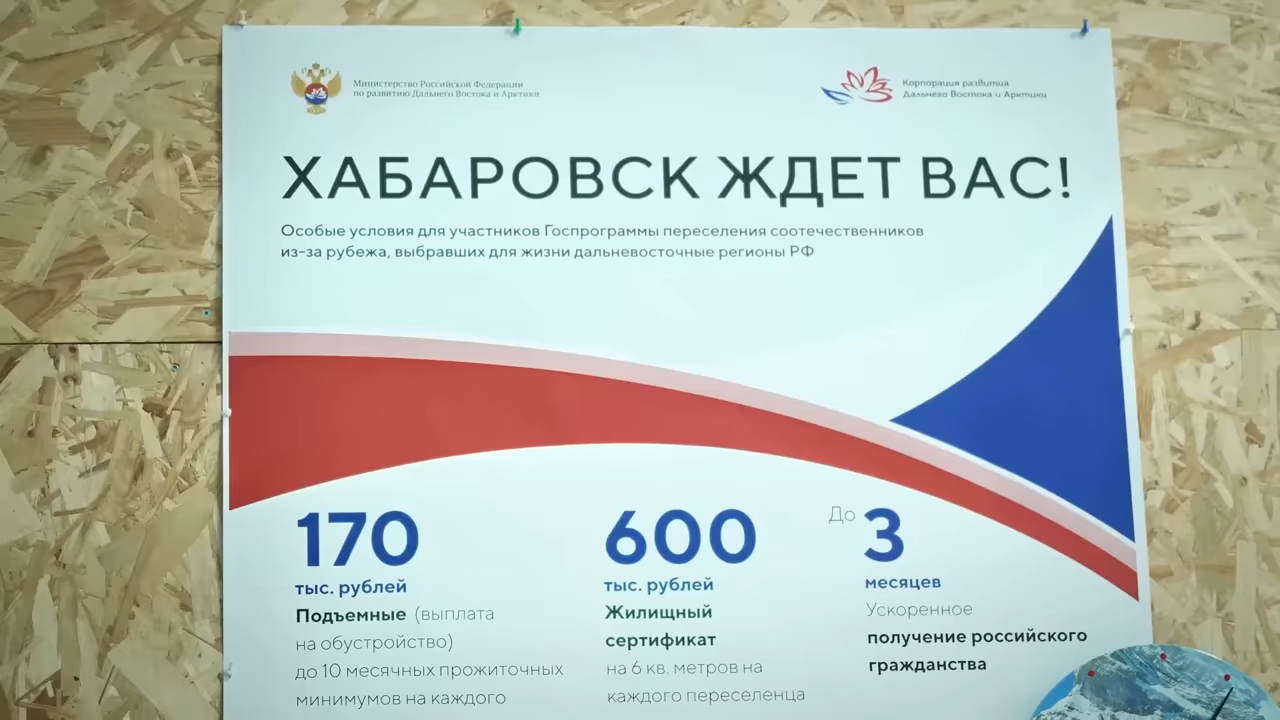 Министерство Российской Федерации
по развитию Дальнего Востока и Арктики
Корпорация развития
Дальнего Востока и Арктики
ХАБАРОВСК ЖДЕТ ВАС!
Особые условия для участников Госпрограммы переселения соотечественников
из-за рубежа, выбравших для жизни дальневосточные регионы РФ
170
тыс. рублей
Подъемные (выплата
на обустройство)
до 10 месячных прожиточных
минимумов на каждого
600
тыс. рублей
Жилищный
сертификат
на 6 кв. метров на
каждого переселенца
До 3
месяцев
Ускоренное
получение российского
гражданства